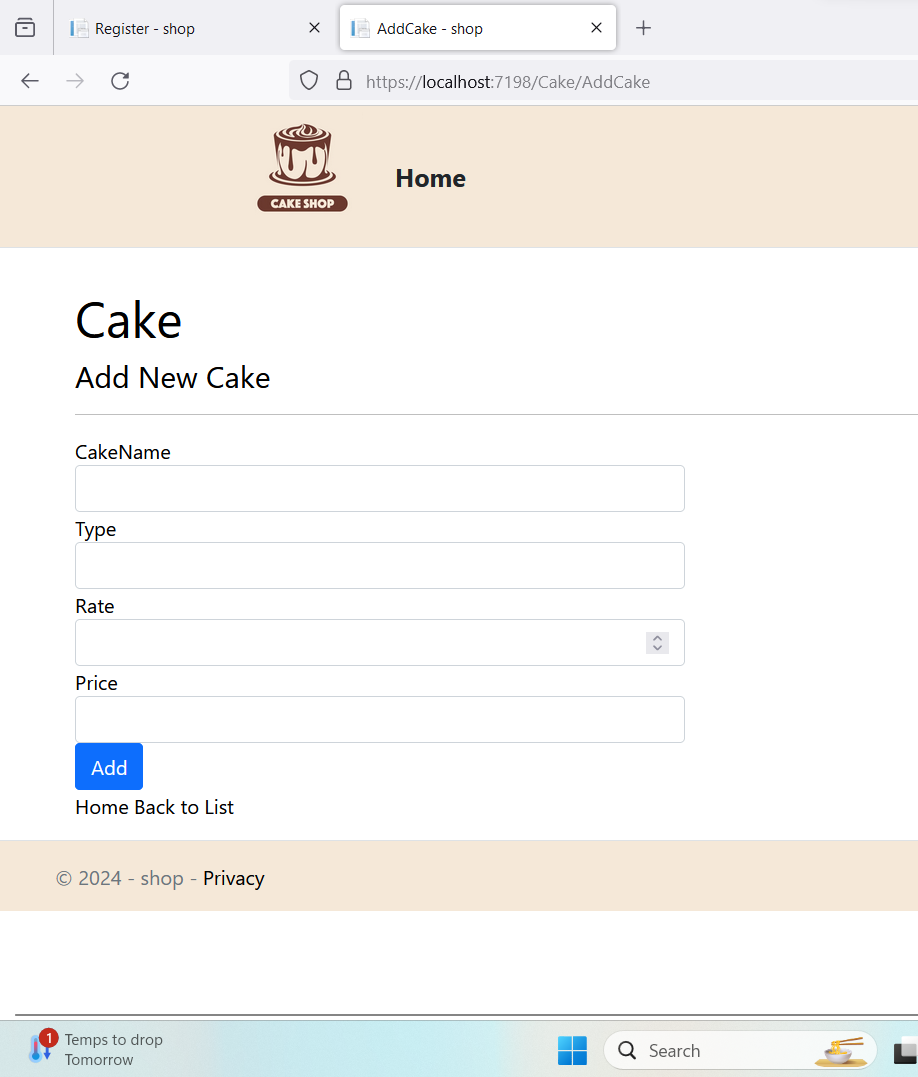 Register - shop
AddCake - shop
https://localhost:7198/Cake/AddCake
CAKE SHOP
Home
Cake
Add New Cake
CakeName
Type
Rate
Price
Add
Home Back to List
© 2024 - shop - Privacy
1
Temps to drop
Tomorrow
Search